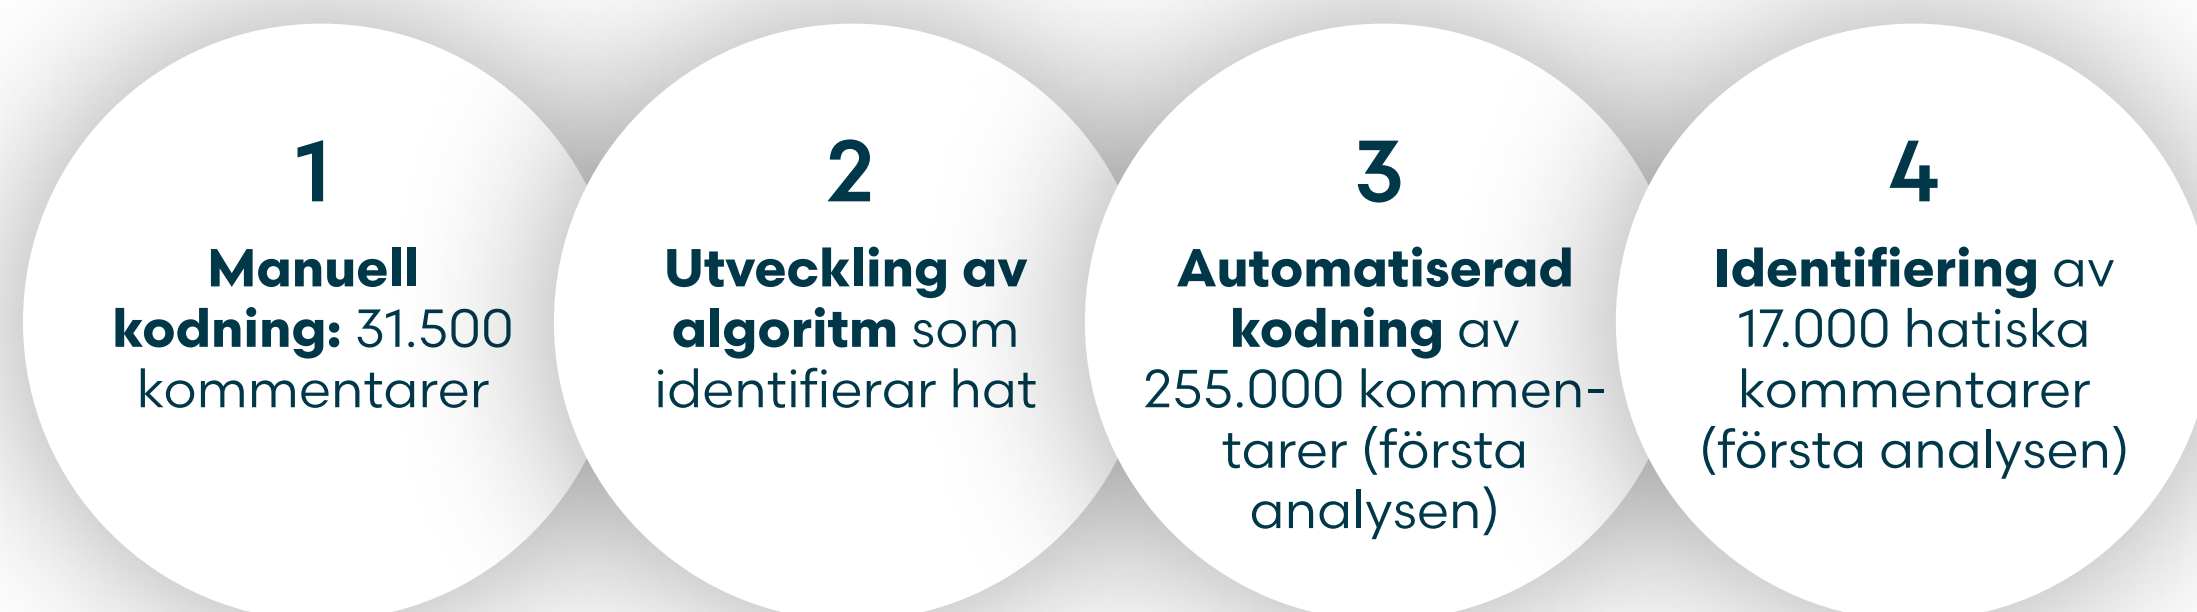 1
Manuell
kodning: 31.500
kommentarer
2
Utveckling av
algoritm som
identifierar hat
3
Automatiserad
kodning av
255.000 kommen-
tarer (första
analysen)
4
Identifiering av
17.000 hatiska
kommentarer
(första analysen)